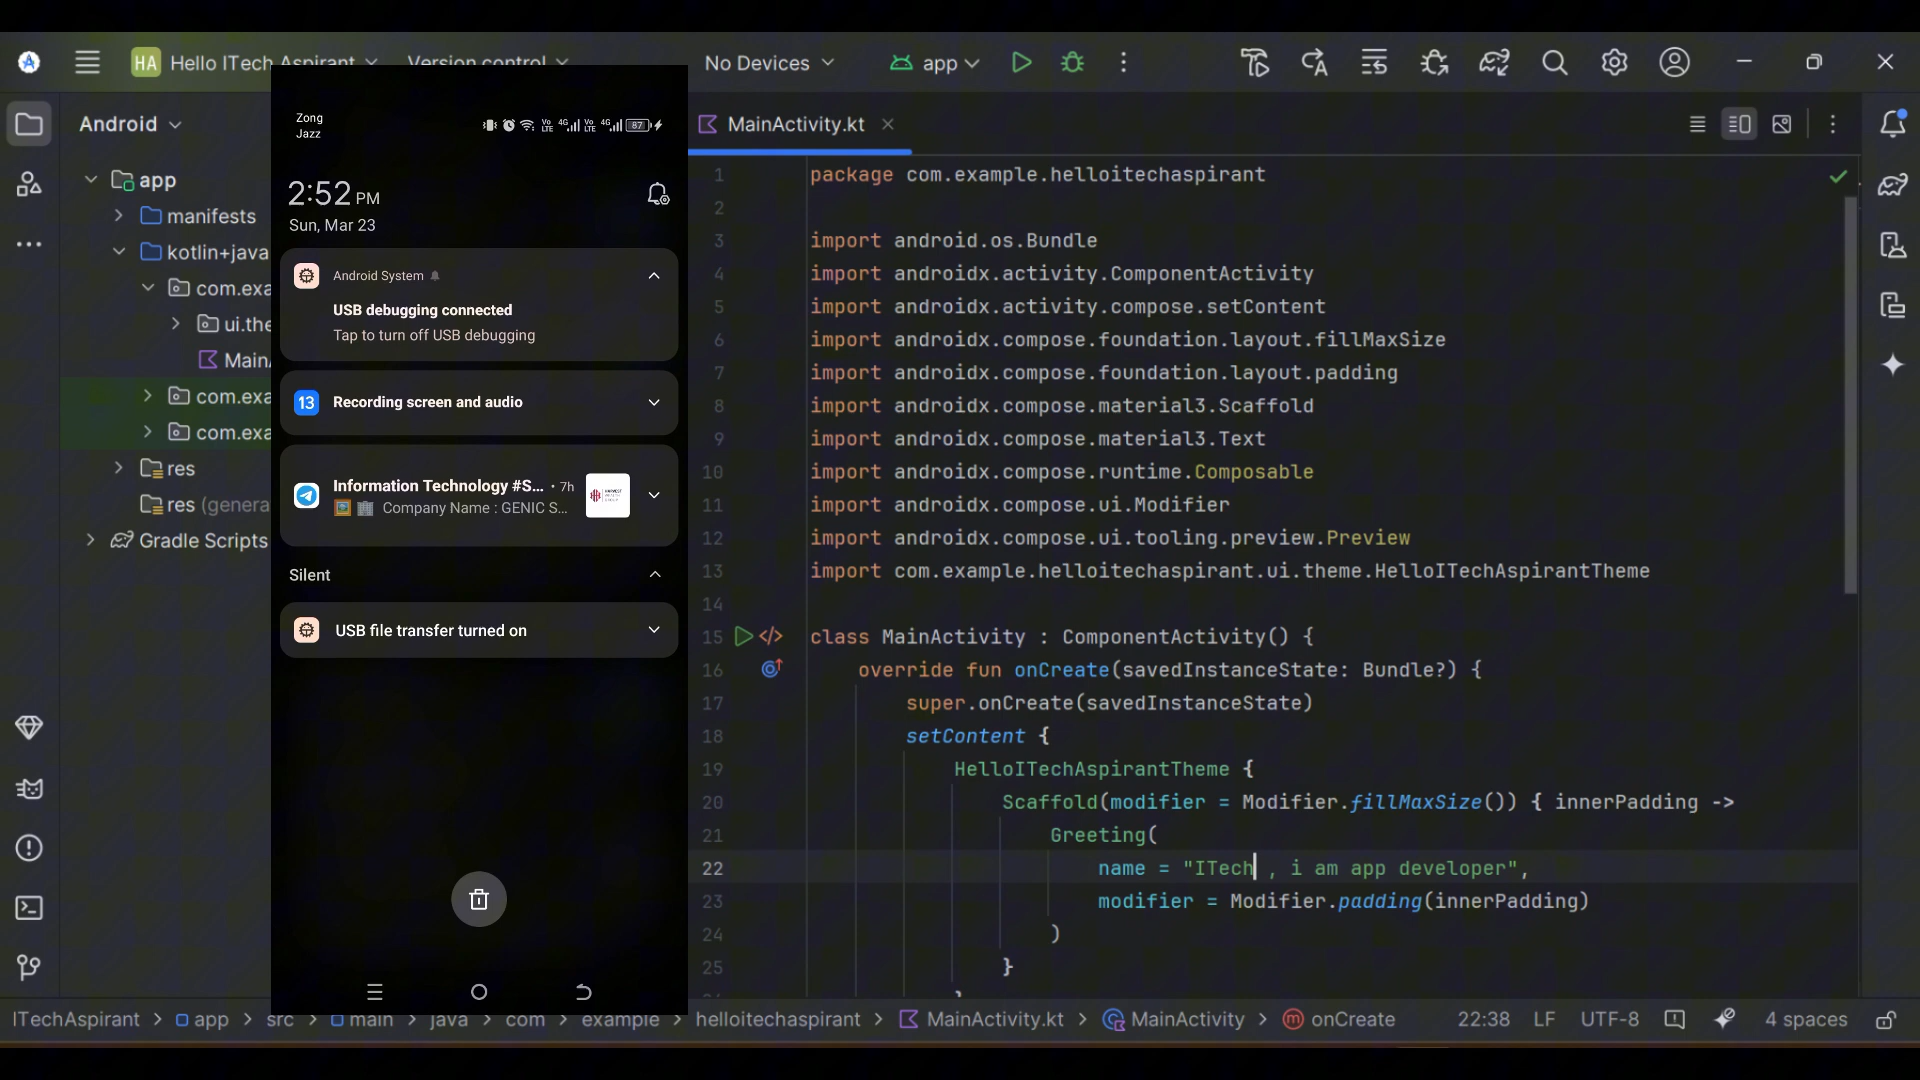 HA Hello ITech Aspirant
Version control
No Devices
app
Android
app
manifests
kotlin+java
com.exa
ui.the
Main
com.exa
com.exa
res
res (genera
Gradle Scripts
Zong
Jazz
Vo LTE 4G Vo LTE 4G 87
2:52 PM
Sun, Mar 23
Android System
USB debugging connected
Tap to turn off USB debugging
13 Recording screen and audio
Information Technology #S... • 7h
Company Name : GENIC S...
HARVEST
Silent
USB file transfer turned on
MainActivity.kt
1 package com.example.helloitechaspirant
2
3 import android.os.Bundle
4 import androidx.activity.ComponentActivity
5 import androidx.activity.compose.setContent
6 import androidx.compose.foundation.layout.fillMaxSize
7 import androidx.compose.foundation.layout.padding
8 import androidx.compose.material3.Scaffold
9 import androidx.compose.material3.Text
10 import androidx.compose.runtime.Composable
11 import androidx.compose.ui.Modifier
12 import androidx.compose.ui.tooling.preview.Preview
13 import com.example.helloitechaspirant.ui.theme.HelloITechAspirantTheme
14
15 class MainActivity : ComponentActivity() {
16 override fun onCreate(savedInstanceState: Bundle?) {
17 super.onCreate(savedInstanceState)
18 setContent {
19 HelloITechAspirantTheme {
20 Scaffold(modifier = Modifier.fillMaxSize()) { innerPadding ->
21 Greeting(
22 name = "ITech , i am app developer",
23 modifier = Modifier.padding(innerPadding)
24 )
25 }
ITechAspirant > app > src > main > java > com > example > helloitechaspirant > MainActivity.kt > MainActivity > onCreate
22:38 LF UTF-8 4 spaces